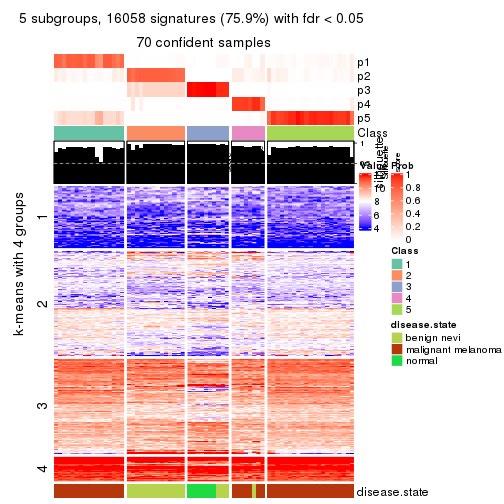 5 subgroups, 16058 signatures (75.9%) with fdr < 0.05
70 confident samples
p1
p2
p3
p4
p5
Class
1
Silhouette
Value
8
6
4
Prob
1
0.8
0.6
0.4
0.2
0
Class
1
2
3
4
5
disease.state
benign nevi
malignant melanoma
normal
k-means with 4 groups
1
2
3
4
disease.state